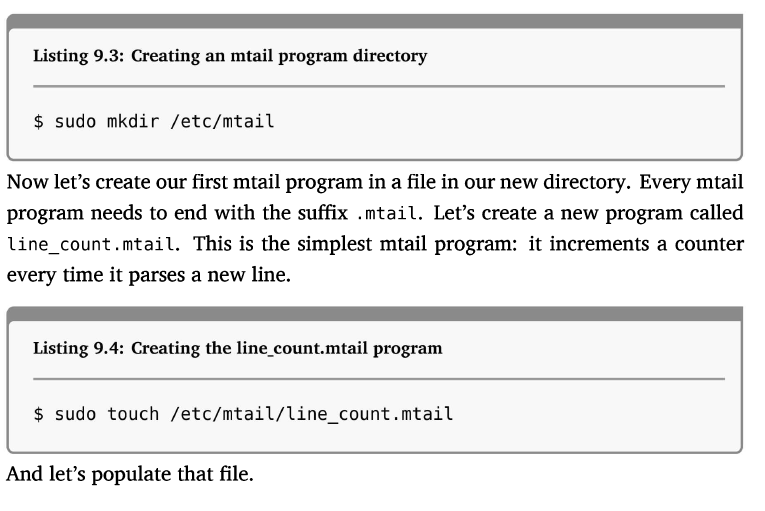 Listing 9.3: Creating an mtail program directory
$ sudo mkdir /etc/mtail
Now let’s create our first mtail program in a file in our new directory. Every mtail
program needs to end with the suffix .mtail. Let’s create a new program called
line_count.mtail. This is the simplest mtail program: it increments a counter
every time it parses a new line.
Listing 9.4: Creating the line_count.mtail program
$ sudo touch /etc/mtail/line_count.mtail
And let’s populate that file.